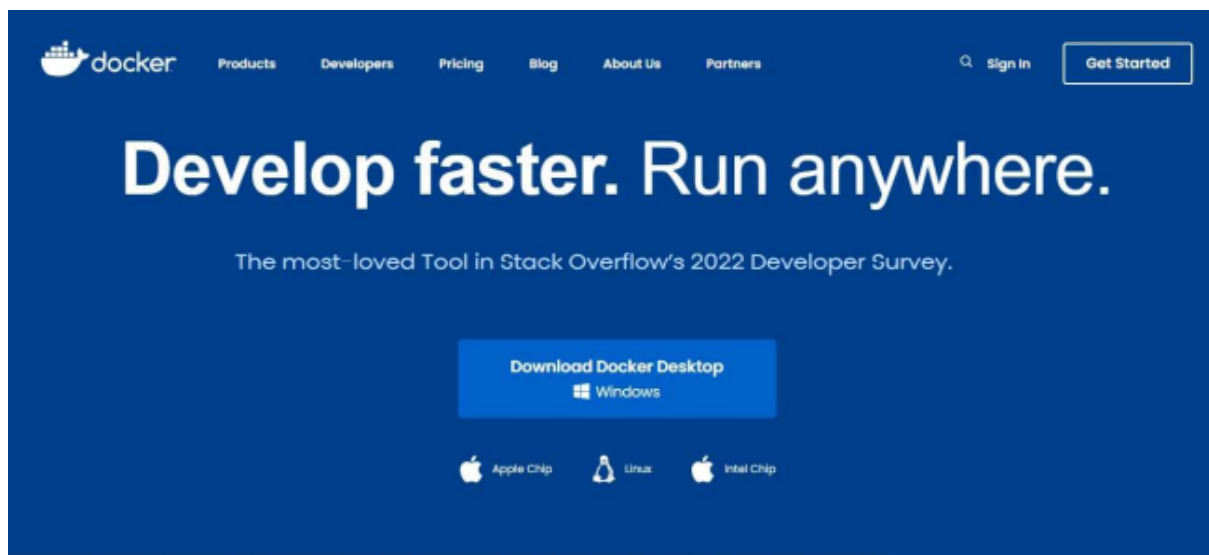 docker Products Developers Pricing Blog About Us Partners Sign In Get Started
Develop faster. Run anywhere.
The most-loved Tool in Stack Overflow's 2022 Developer Survey.
Download Docker Desktop
Windows
Apple Chip Linux Intel Chip